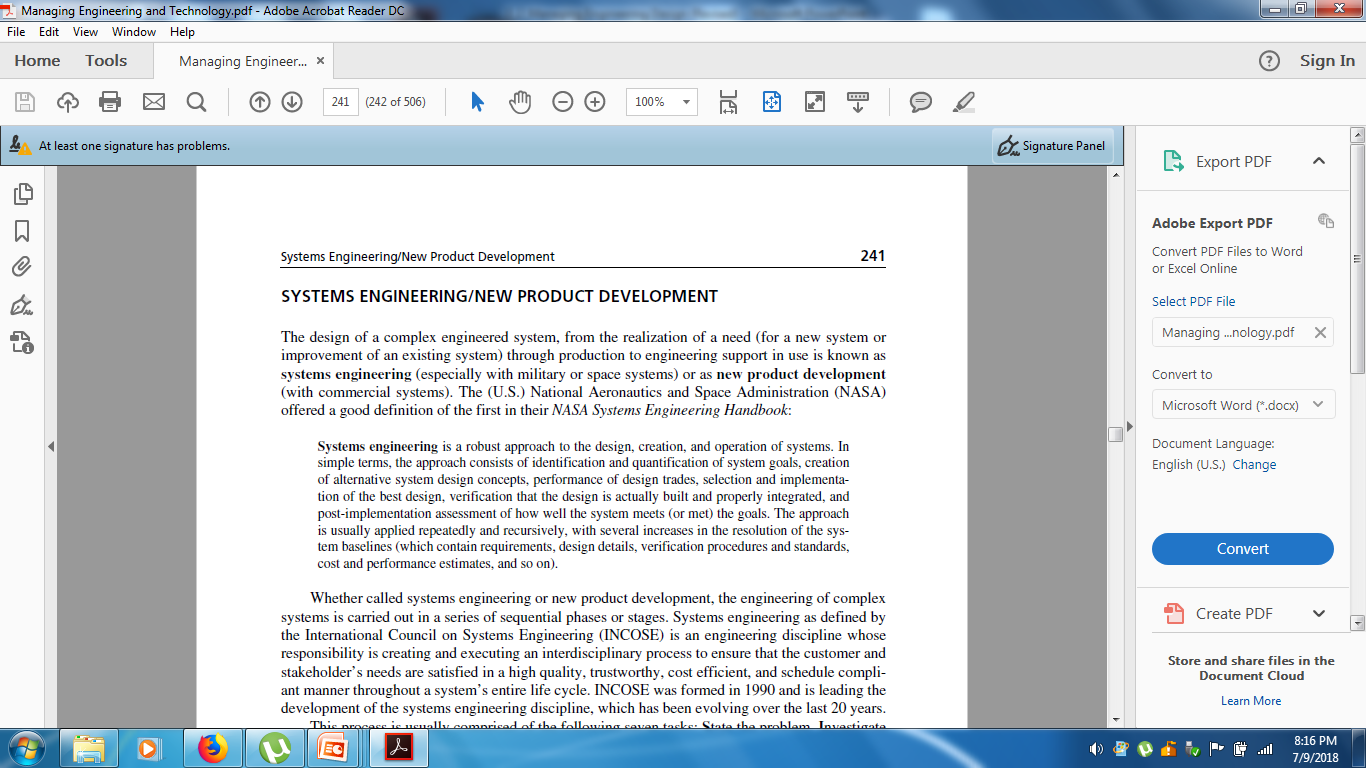 Managing Engineering and Technology.pdf - Adobe Acrobat Reader DC
File Edit View Window Help
Home Tools Managing Engineer... ×
Sign In
241 (242 of 506) 100%
At least one signature has problems.
Signature Panel
Systems Engineering/New Product Development 241
SYSTEMS ENGINEERING/NEW PRODUCT DEVELOPMENT
The design of a complex engineered system, from the realization of a need (for a new system or
improvement of an existing system) through production to engineering support in use is known as
systems engineering (especially with military or space systems) or as new product development
(with commercial systems). The (U.S.) National Aeronautics and Space Administration (NASA)
offered a good definition of the first in their NASA Systems Engineering Handbook:
Systems engineering is a robust approach to the design, creation, and operation of systems. In
simple terms, the approach consists of identification and quantification of system goals, creation
of alternative system design concepts, performance of design trades, selection and implementa-
tion of the best design, verification that the design is actually built and properly integrated, and
post-implementation assessment of how well the system meets (or met) the goals. The approach
is usually applied repeatedly and recursively, with several increases in the resolution of the sys-
tem baselines (which contain requirements, design details, verification procedures and standards,
cost and performance estimates, and so on).
Whether called systems engineering or new product development, the engineering of complex
systems is carried out in a series of sequential phases or stages. Systems engineering as defined by
the International Council on Systems Engineering (INCOSE) is an engineering discipline whose
responsibility is creating and executing an interdisciplinary process to ensure that the customer and
stakeholder's needs are satisfied in a high quality, trustworthy, cost efficient, and schedule compli-
ant manner throughout a system's entire life cycle. INCOSE was formed in 1990 and is leading the
development of the systems engineering discipline, which has been evolving over the last 20 years.
This process is usually comprised of the following seven tasks: State the problem, Investigate
Export PDF
Adobe Export PDF
Convert PDF Files to Word
or Excel Online
Select PDF File
Managing ...nology.pdf
Convert to
Microsoft Word (*.docx)
Document Language:
English (U.S.) Change
Convert
Create PDF
Store and share files in the
Document Cloud
Learn More
8:16 PM
7/9/2018